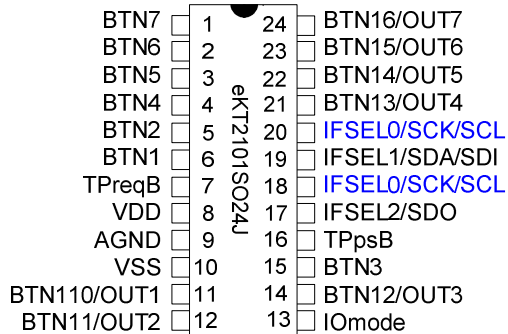 BTN7 1 24 BTN16/OUT7
BTN6 2 23 BTN15/OUT6
BTN5 3 22 BTN14/OUT5
BTN4 4 21 BTN13/OUT4
BTN2 5 20 IFSEL0/SCK/SCL
BTN1 6 19 IFSEL1/SDA/SDI
TPreqB 7 18 IFSEL0/SCK/SCL
VDD 8 17 IFSEL2/SDO
AGND 9 16 TPpsB
VSS 10 15 BTN3
BTN110/OUT1 11 14 BTN12/OUT3
BTN11/OUT2 12 13 IOmode
eKT2101SO24J